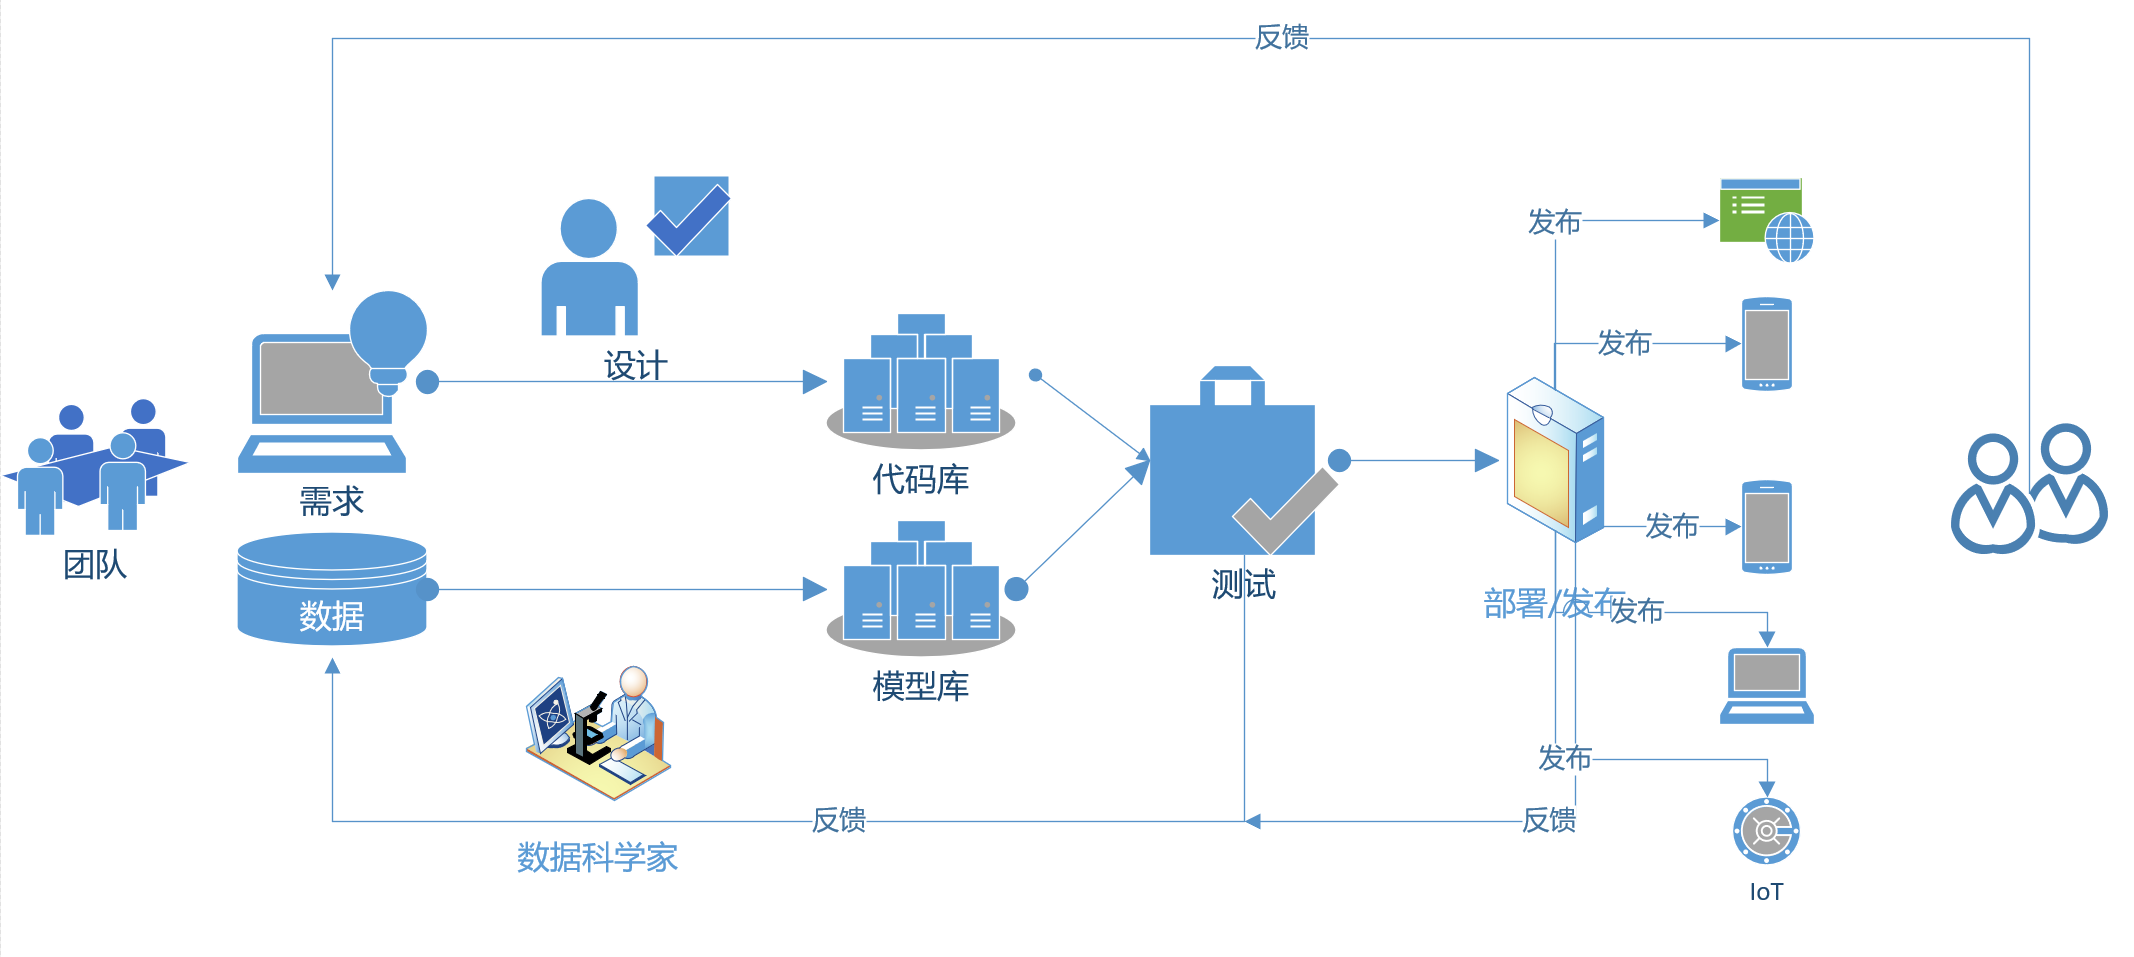 反馈
发布
发布
设计
代码库
需求
发布
团队
测试
部署/发布
发布
数据
模型库
发布
反馈
反馈
数据科学家
IoT